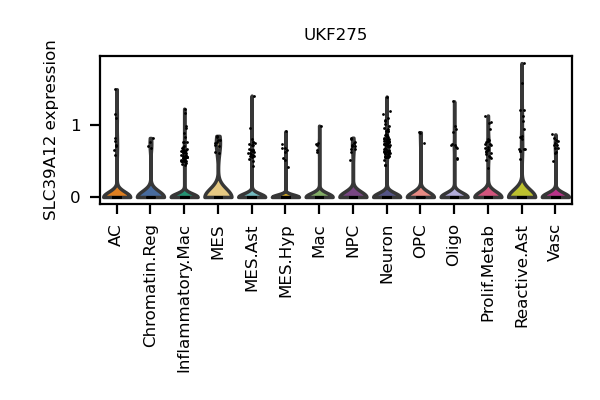 UKF275
SLC39A12 expression
1
0
AC
Chromatin.Reg
Inflammatory.Mac
MES
MES.Ast
MES.Hyp
Mac
NPC
Neuron
OPC
Oligo
Prolif.Metab
Reactive.Ast
Vasc